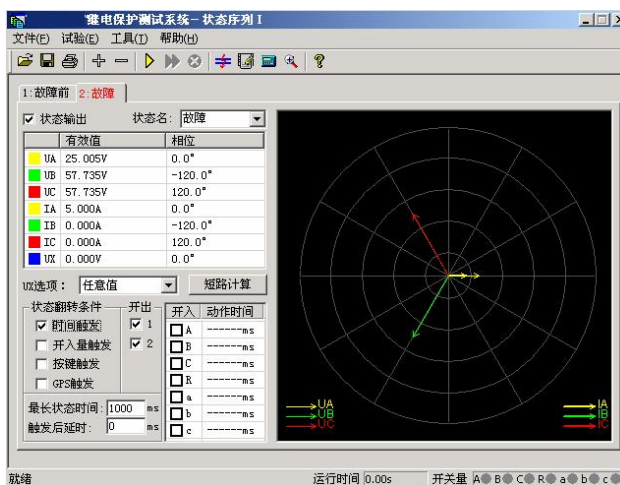 继电保护测试系统-状态序列I
文件(F) 试验(E) 工具(T) 帮助(H)
1:故障前 2:故障
状态输出 状态名: 故障
有效值 相位
UA 25.005V 0.0°
UB 57.735V -120.0°
UC 57.735V 120.0°
IA 5.000A 0.0°
IB 0.000A -120.0°
IC 0.000A 120.0°
UX 0.000V 0.0°
UX选项: 任意值 短路计算
状态翻转条件 开出 开入 动作时间
时间触发 1 A ------ms
开入量触发 2 B ------ms
按键触发 C ------ms
GPS触发 R ------ms
a ------ms
最长状态时间: 1000 ms b ------ms
触发后延时: 0 ms c ------ms
UA IA
UB IB
UC IC
就绪 运行时间 0.00s 开关量 A B C R a b c